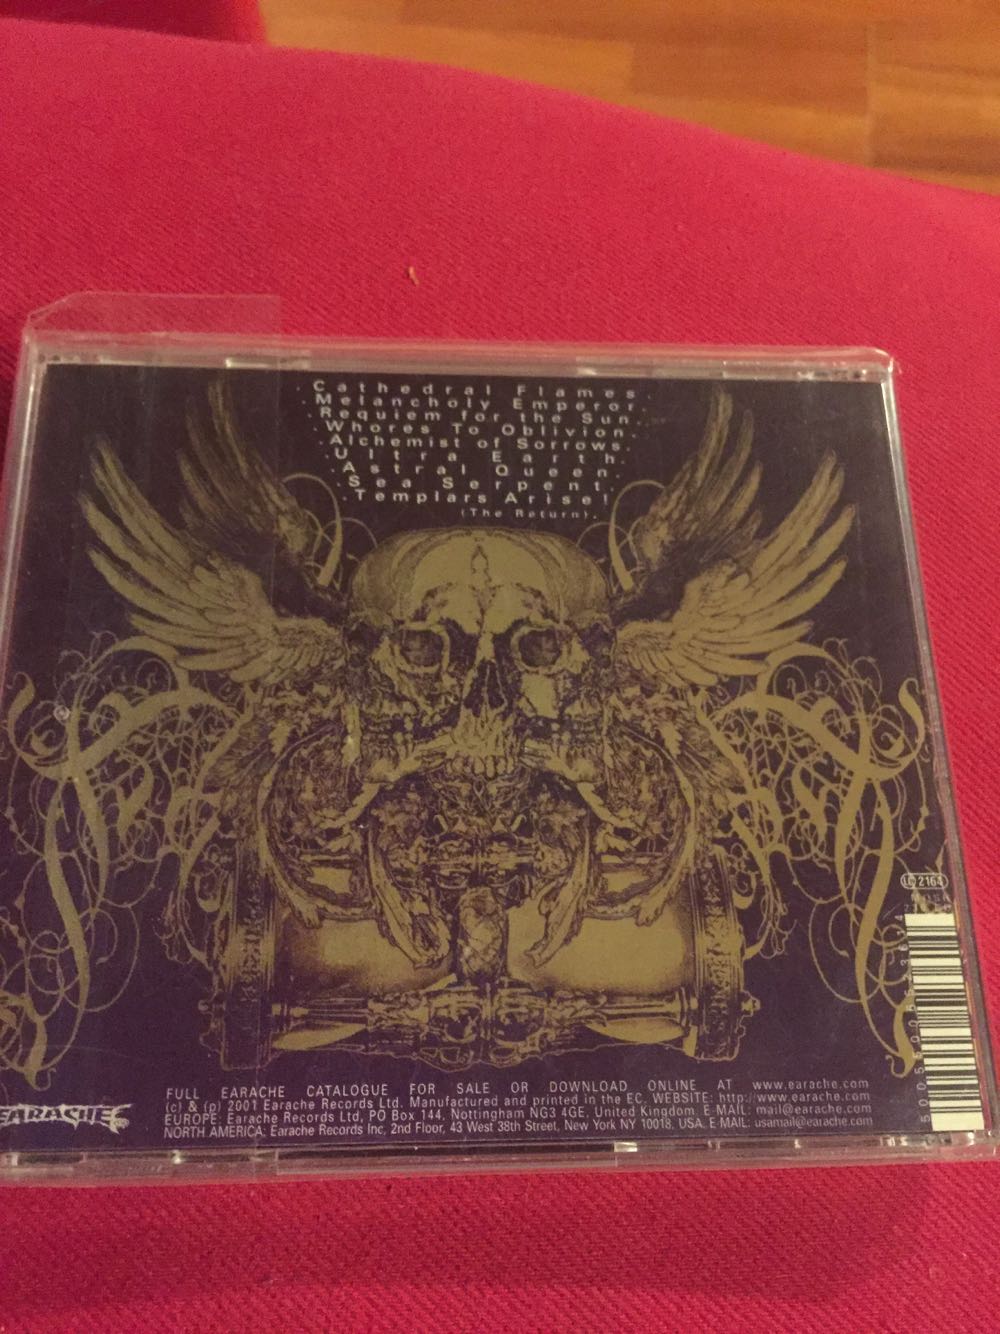 . Cathedral Flames .
. Melancholy Emperor .
. Requiem for the Sun .
. Whores To Oblivion .
. Alchemist of Sorrows .
. Ultra Earth .
. Astral Queen .
. Sea Serpent .
. Templars Arise!
(The Return) .
LC 2164
EARACHE
FULL EARACHE CATALOGUE FOR SALE OR DOWNLOAD ONLINE AT www.earache.com
(c) & (p) 2001 Earache Records Ltd. Manufactured and printed in the EC. WEBSITE: http://www.earache.com
EUROPE: Earache Records Ltd, PO Box 144, Nottingham NG3 4GE. United Kingdom. E-MAIL: mail@earache.com
NORTH AMERICA: Earache Records Inc, 2nd Floor, 43 West 38th Street, New York NY 10018. USA. E-MAIL: usamail@earache.com